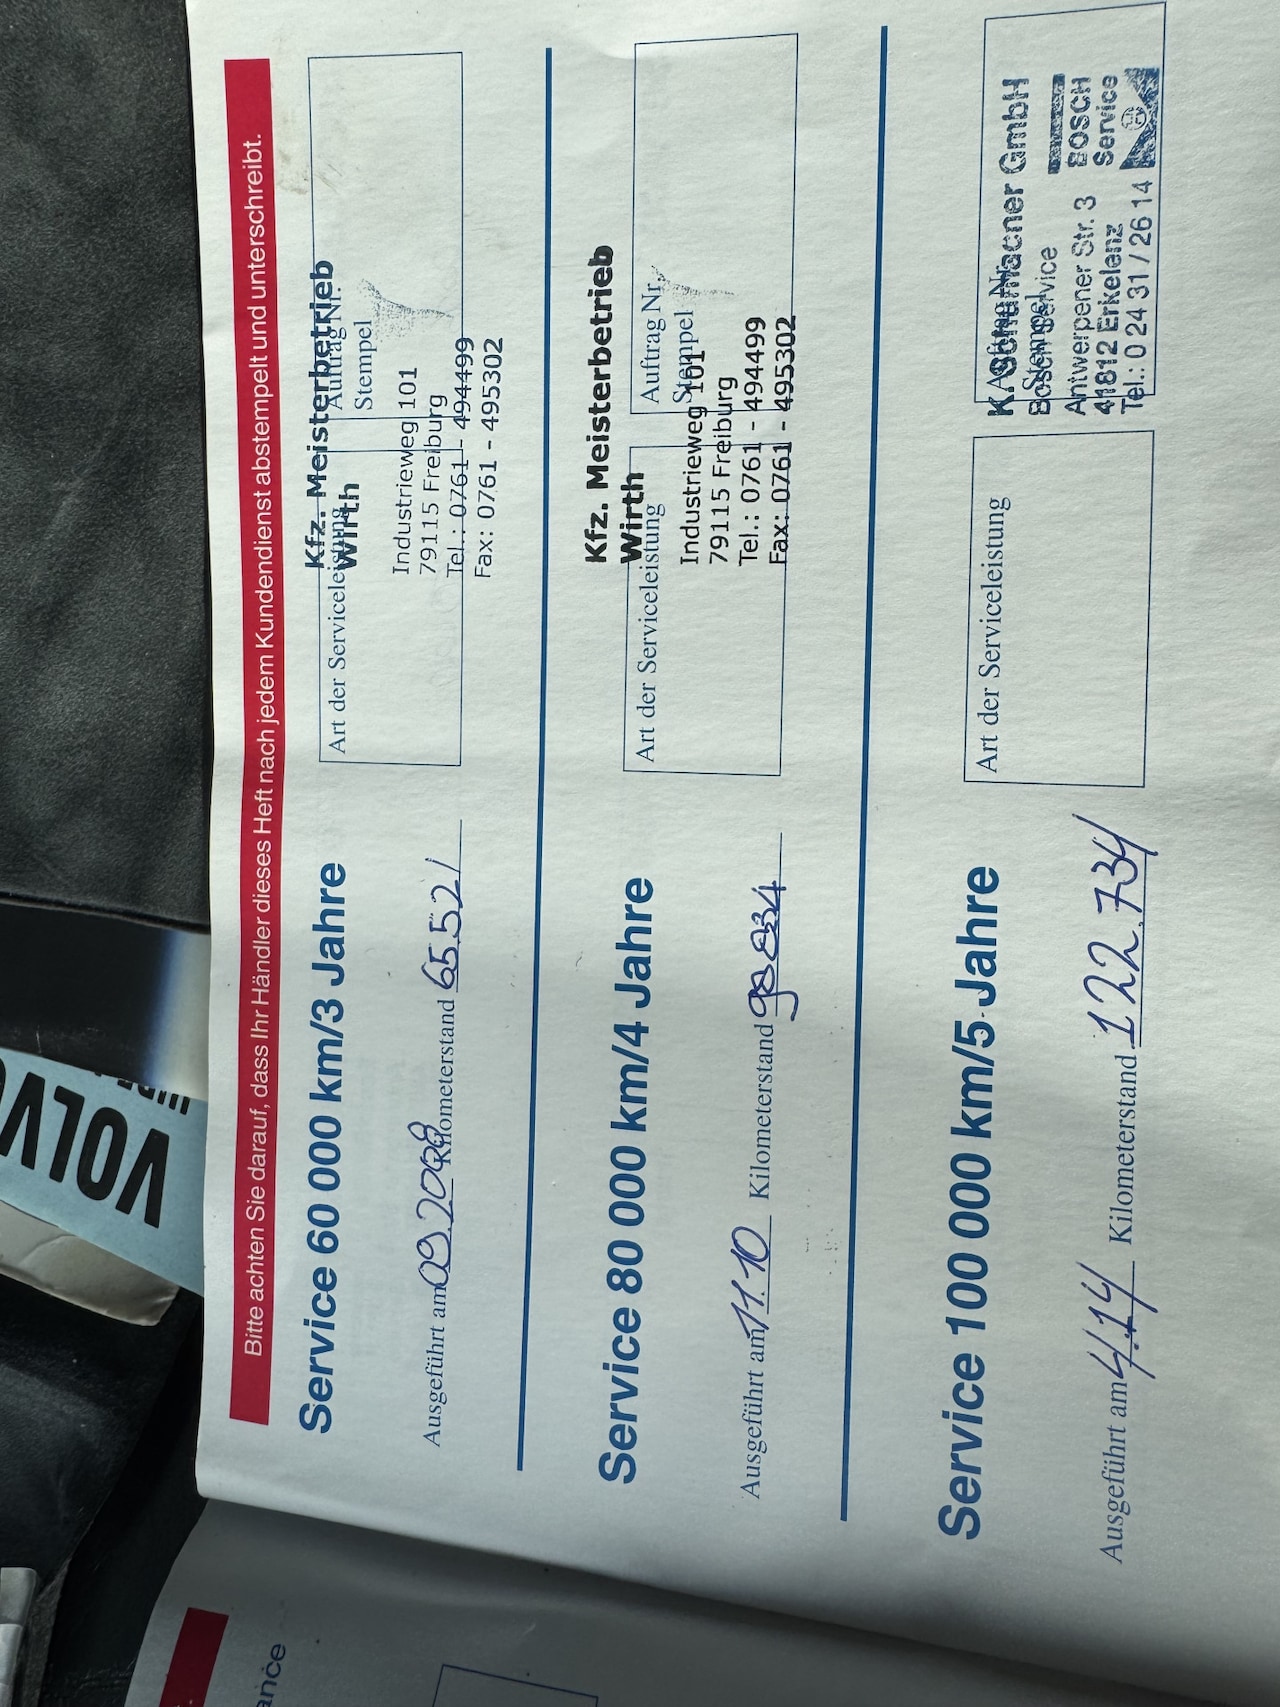 Bitte achten Sie darauf, dass Ihr Händler dieses Heft nach jedem Kundendienst abstempelt und unterschreibt.
Service 60 000 km/3 Jahre
Ausgeführt am 09.2008 Kilometerstand 65.521
Art der Serviceleistung
Auftrag Nr.
Stempel
Kfz. Meisterbetrieb
Wirth
Industrieweg 101
79115 Freiburg
Tel.: 0761 - 494499
Fax: 0761 - 495302
Service 80 000 km/4 Jahre
Ausgeführt am 11.10 Kilometerstand
Art der Serviceleistung
Auftrag Nr.
Stempel
Kfz. Meisterbetrieb
Wirth
Industrieweg 101
79115 Freiburg
Tel.: 0761 - 494499
Fax: 0761 - 495302
Service 100 000 km/5 Jahre
Ausgeführt am 4.14 Kilometerstand 122.734
Art der Serviceleistung
Auftrag Nr.
Stempel
K. Schumacher GmbH
Bosch Service
Antwerpener Str. 3
41812 Erkelenz
Tel.: 0 24 31 / 26 14
BOSCH
Service
VOLVO